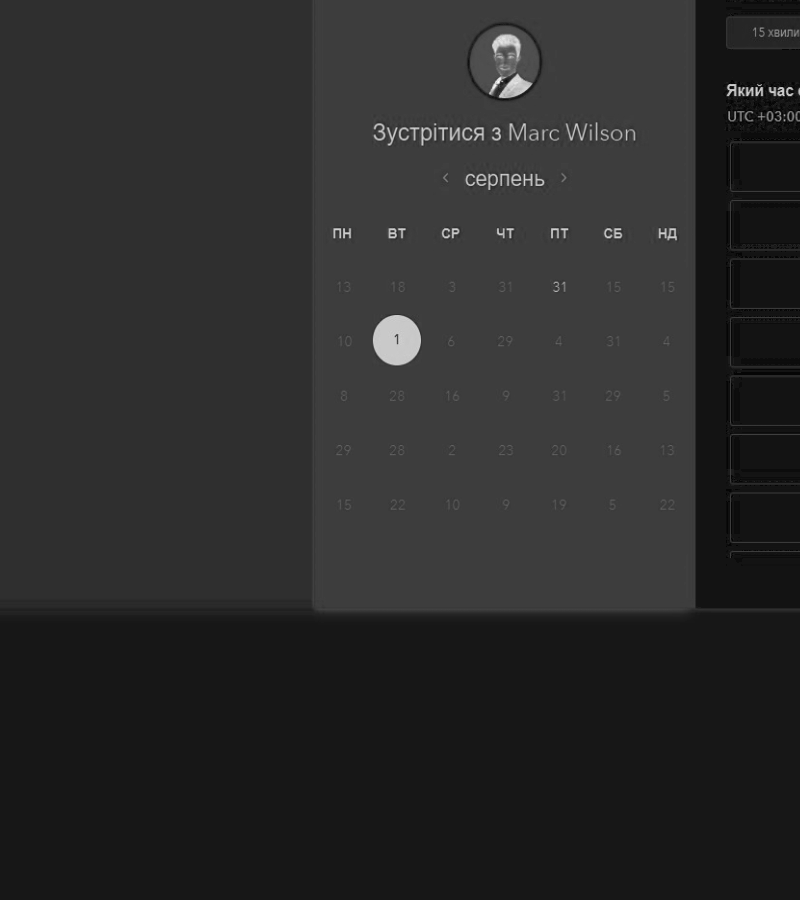 Зустрітися з Marc Wilson
серпень
ПН ВТ СР ЧТ ПТ СБ НД
13 18 3 31 31 15 15
10 1 6 29 4 31 4
8 28 16 9 31 29 5
29 28 2 23 20 16 13
15 22 10 9 19 5 22
15 хвили
Який час
UTC +03:00